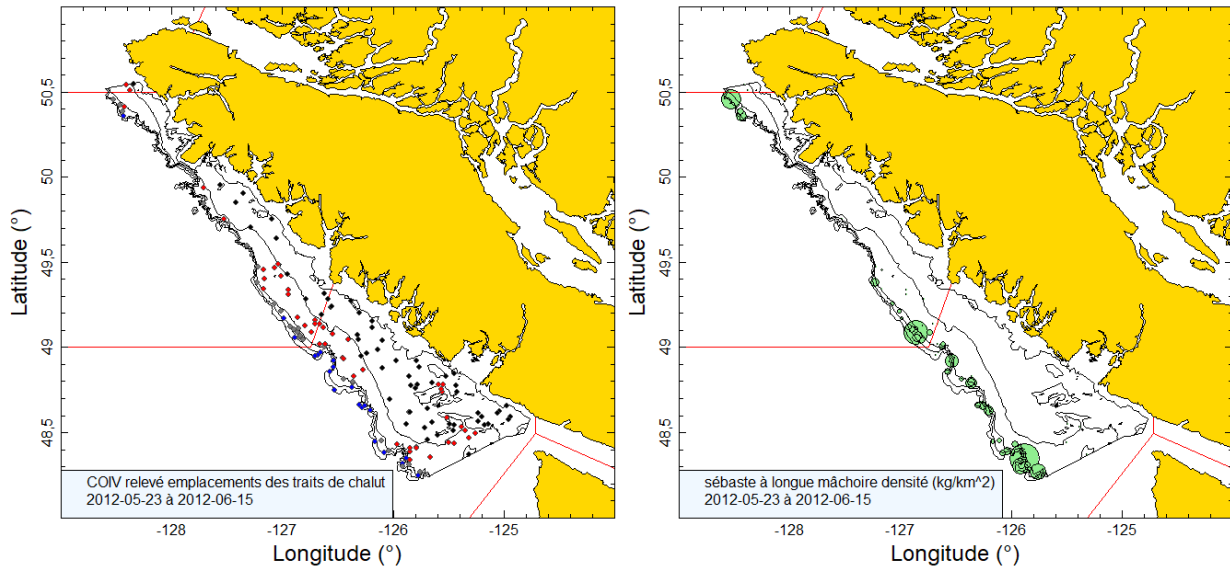 50,5
50
49,5
49
48,5
Latitude (°)
COIV relevé emplacements des traits de chalut
2012-05-23 à 2012-06-15
-128
-127
-126
-125
Longitude (°)
50,5
50
49,5
49
48,5
Latitude (°)
sébaste à longue mâchoire densité (kg/km^2)
2012-05-23 à 2012-06-15
-128
-127
-126
-125
Longitude (°)